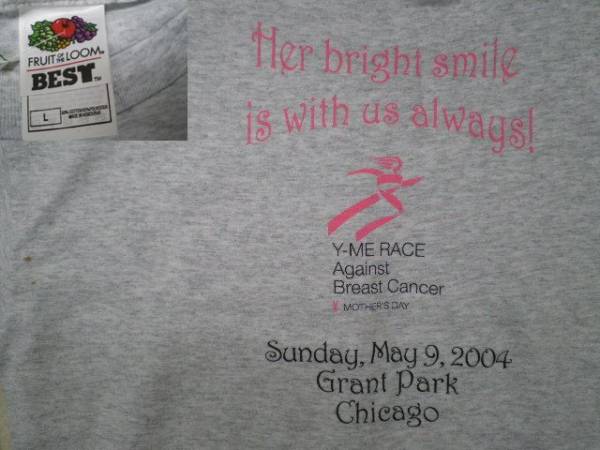 FRUIT OF THE LOOM
BEST
L
Her bright smile
is with us always!
Y-ME RACE
Against
Breast Cancer
MOTHER'S DAY
Sunday, May 9, 2004
Grant Park
Chicago